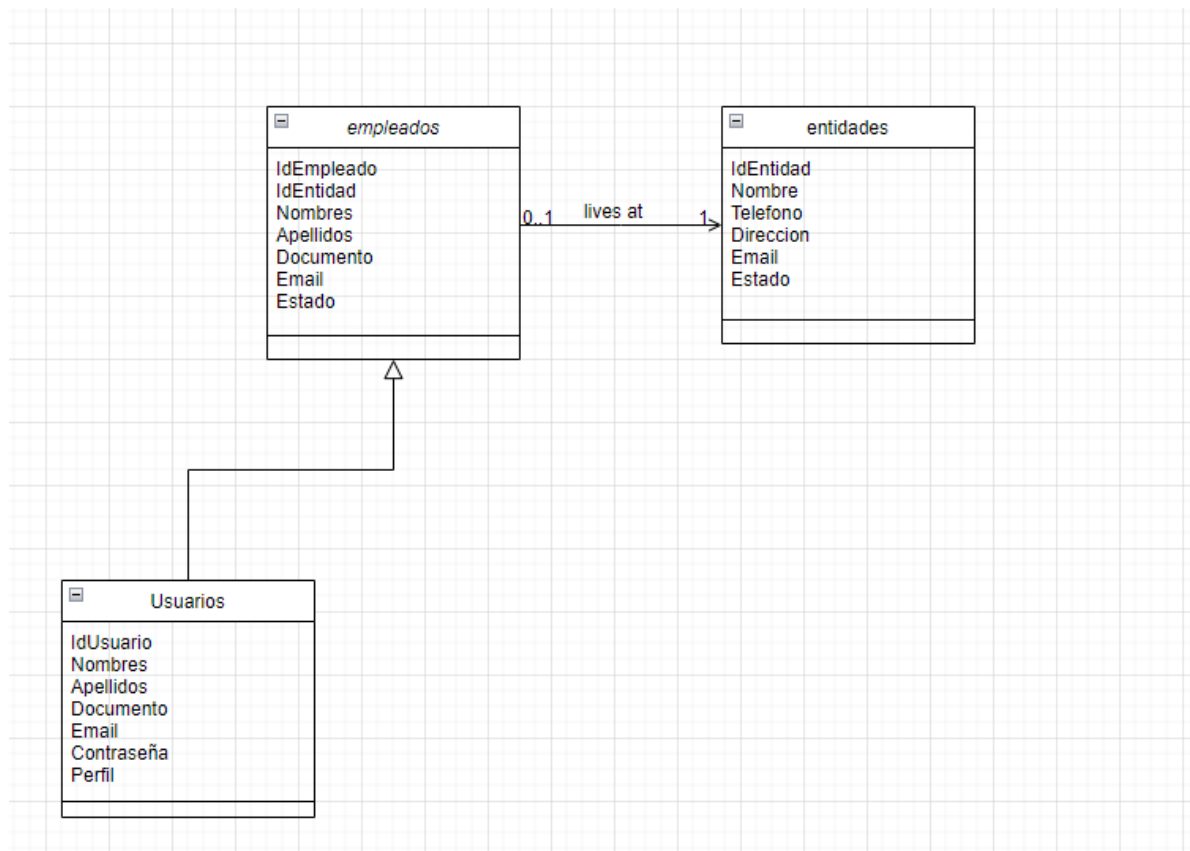 empleados
IdEmpleado
IdEntidad
Nombres
Apellidos
Documento
Email
Estado
0..1 lives at 1
entidades
IdEntidad
Nombre
Telefono
Direccion
Email
Estado
Usuarios
IdUsuario
Nombres
Apellidos
Documento
Email
Contraseña
Perfil